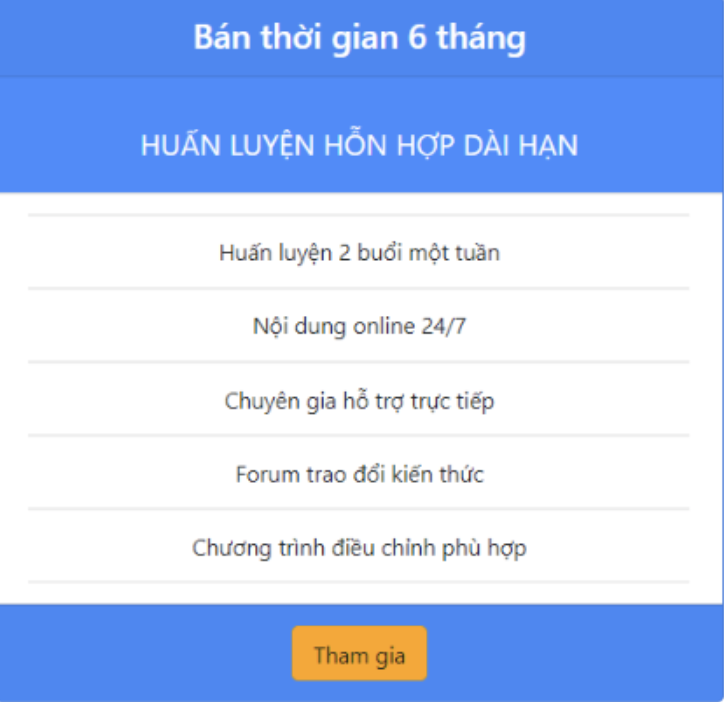 Bán thời gian 6 tháng
HUẤN LUYỆN HỖN HỢP DÀI HẠN
Huấn luyện 2 buổi một tuần
Nội dung online 24/7
Chuyên gia hỗ trợ trực tiếp
Forum trao đổi kiến thức
Chương trình điều chỉnh phù hợp
Tham gia